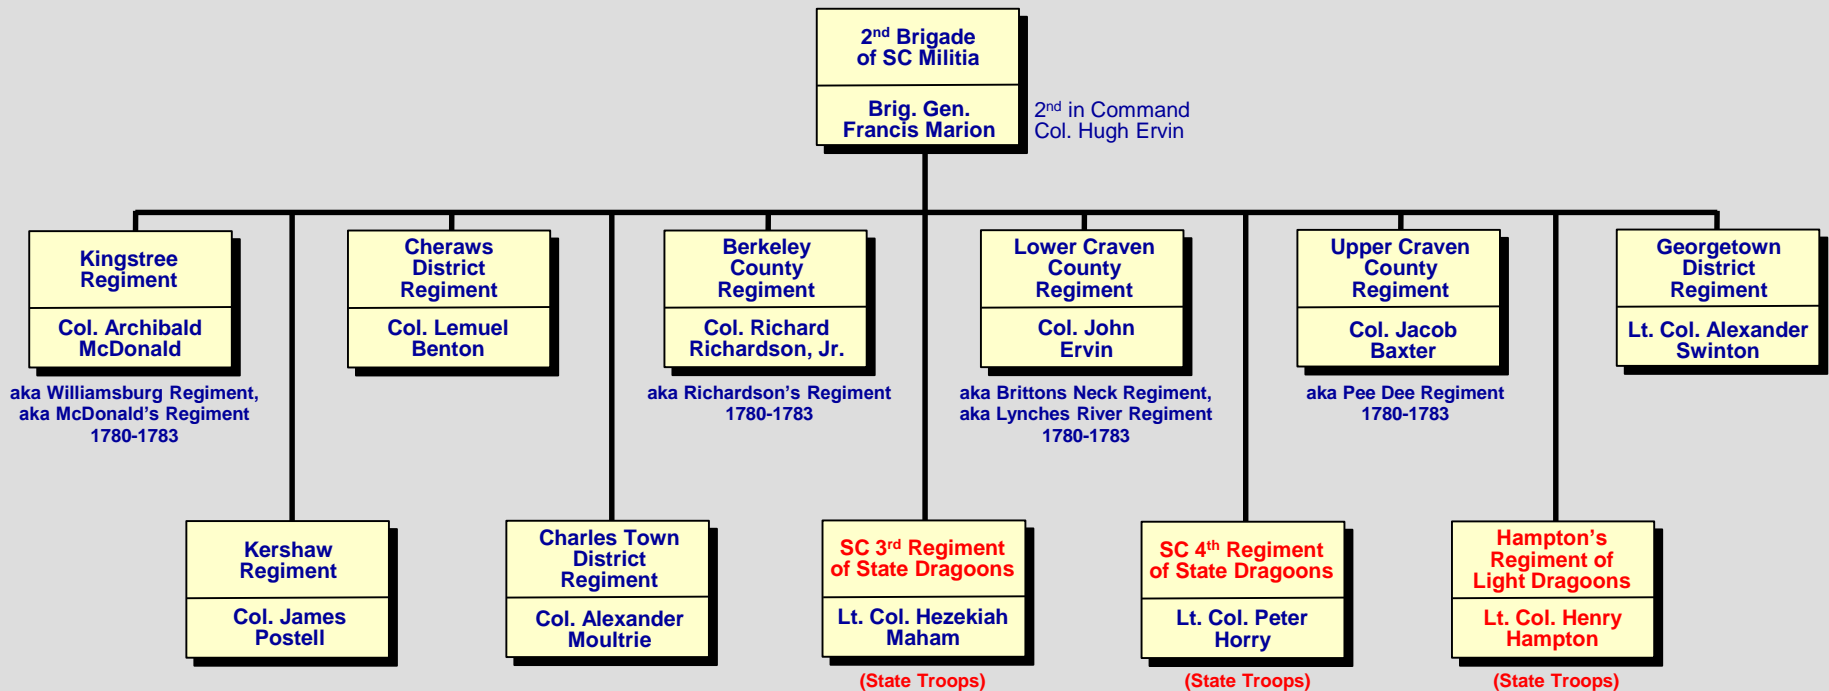 2nd Brigade
of SC Militia
Brig. Gen.
Francis Marion
2nd in Command
Col. Hugh Ervin
Kingstree
Regiment
Col. Archibald
McDonald
aka Williamsburg Regiment,
aka McDonald's Regiment
1780-1783
Cheraws
District
Regiment
Col. Lemuel
Benton
Berkeley
County
Regiment
Col. Richard
Richardson, Jr.
aka Richardson's Regiment
1780-1783
Lower Craven
County
Regiment
Col. John
Ervin
aka Brittons Neck Regiment,
aka Lynches River Regiment
1780-1783
Upper Craven
County
Regiment
Col. Jacob
Baxter
aka Pee Dee Regiment
1780-1783
Georgetown
District
Regiment
Lt. Col. Alexander
Swinton
Kershaw
Regiment
Col. James
Postell
Charles Town
District
Regiment
Col. Alexander
Moultrie
SC 3rd Regiment
of State Dragoons
Lt. Col. Hezekiah
Maham
(State Troops)
SC 4th Regiment
of State Dragoons
Lt. Col. Peter
Horry
(State Troops)
Hampton's
Regiment of
Light Dragoons
Lt. Col. Henry
Hampton
(State Troops)